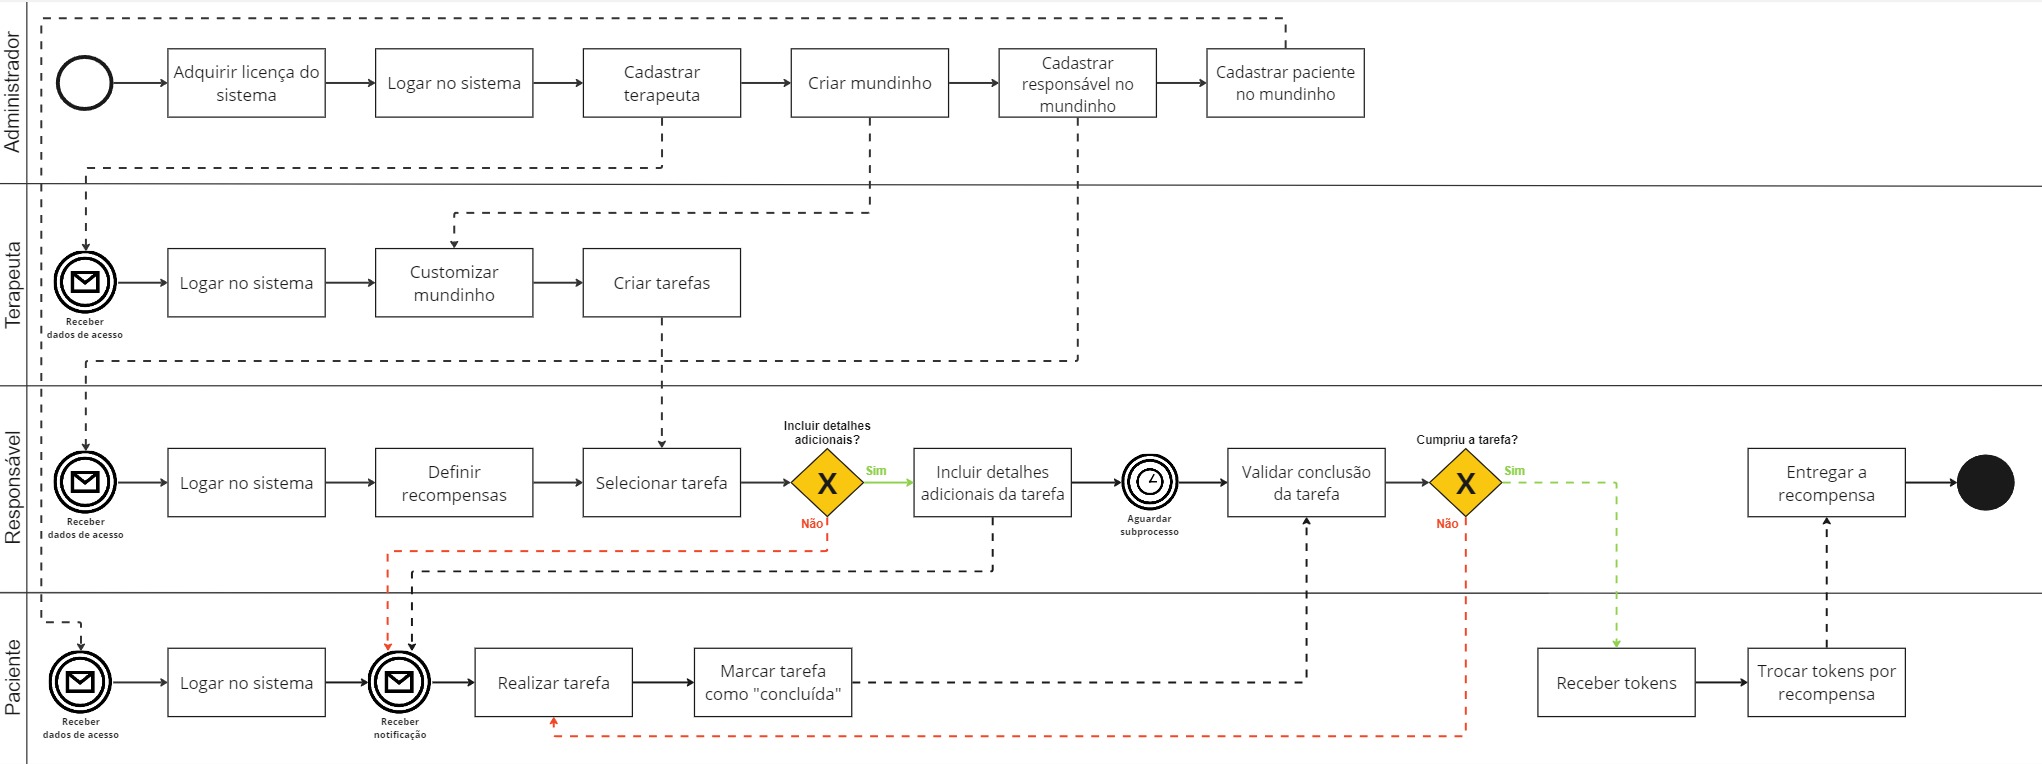 Administrador
Adquirir licença do
sistema
Logar no sistema
Cadastrar
terapeuta
Criar mundinho
Cadastrar
responsável no
mundinho
Cadastrar paciente
no mundinho
Terapeuta
Receber
dados de acesso
Logar no sistema
Customizar
mundinho
Criar tarefas
Responsável
Receber
dados de acesso
Logar no sistema
Definir
recompensas
Selecionar tarefa
Incluir detalhes
adicionais?
X
Sim
Não
Incluir detalhes
adicionais da tarefa
Aguardar
subprocesso
Validar conclusão
da tarefa
Cumpriu a tarefa?
X
Sim
Não
Entregar a
recompensa
Paciente
Receber
dados de acesso
Logar no sistema
Receber
notificação
Realizar tarefa
Marcar tarefa
como "concluída"
Receber tokens
Trocar tokens por
recompensa